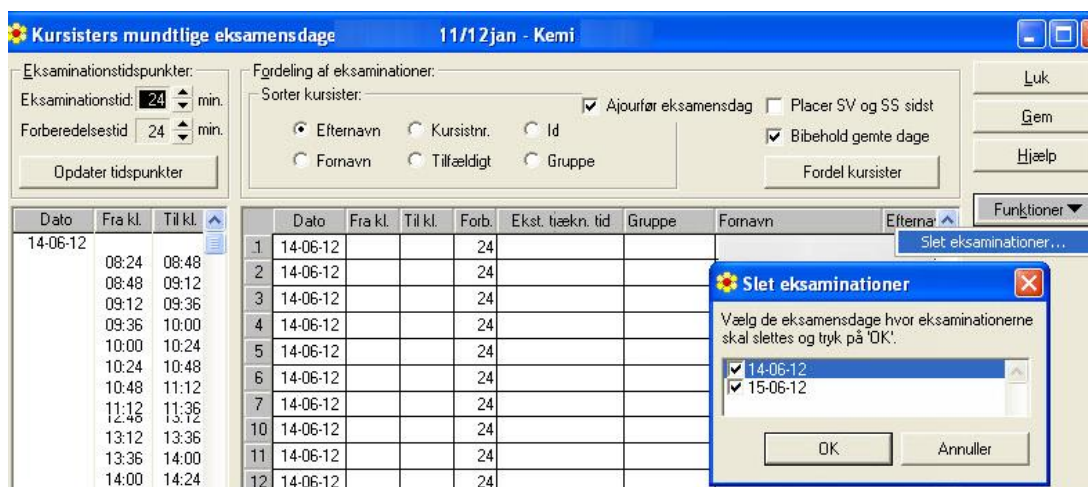 Kursisters mundtlige eksamensdage 11/12jan - Kemi
Eksaminationstidspunkter:
Eksaminationstid: 24 min.
Forberedelsestid 24 min.
Opdater tidspunkter
Fordeling af eksaminationer:
Sorter kursister:
Efternavn Kursistnr. Id
Fornavn Tilfældigt Gruppe
Ajourfør eksamensdag Placer SV og SS sidst
Bibehold gemte dage
Fordel kursister
Luk
Gem
Hjælp
Funktioner
Slet eksaminationer...
Dato Fra kl. Til kl.
14-06-12
08:24 08:48
08:48 09:12
09:12 09:36
09:36 10:00
10:00 10:24
10:24 10:48
10:48 11:12
11:12 11:36
12:48 13:12
13:12 13:36
13:36 14:00
14:00 14:24
Dato Fra kl. Til kl. Forb. Ekst. tiækn. tid Gruppe Fornavn Efterna
1 14-06-12 24
2 14-06-12 24
3 14-06-12 24
4 14-06-12 24
5 14-06-12 24
6 14-06-12 24
7 14-06-12 24
10 14-06-12 24
11 14-06-12 24
12 14-06-12 24
Slet eksaminationer
Vælg de eksamensdage hvor eksaminationerne
skal slettes og tryk på 'OK'.
14-06-12
15-06-12
OK Annuller